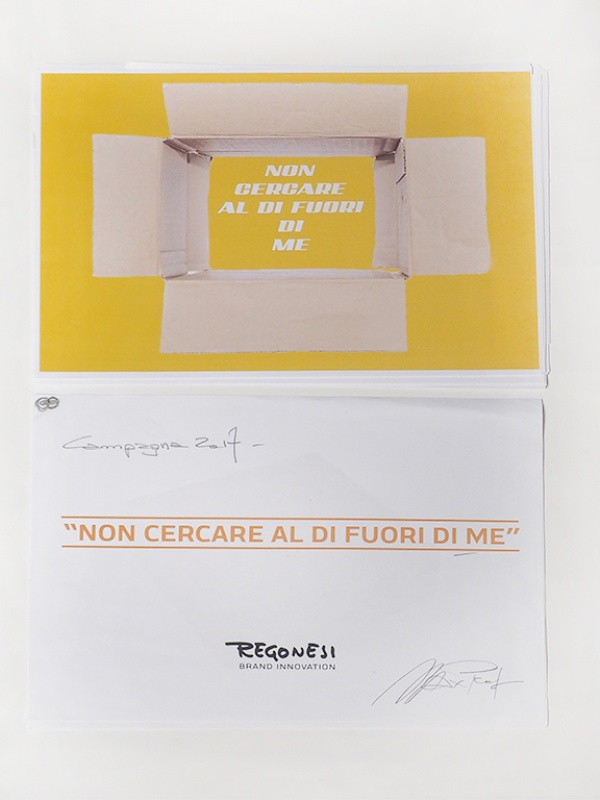 NON
CERCARE
AL DI FUORI
DI
ME
Campagna 2017 -
"NON CERCARE AL DI FUORI DI ME"
REGONESI
BRAND INNOVATION